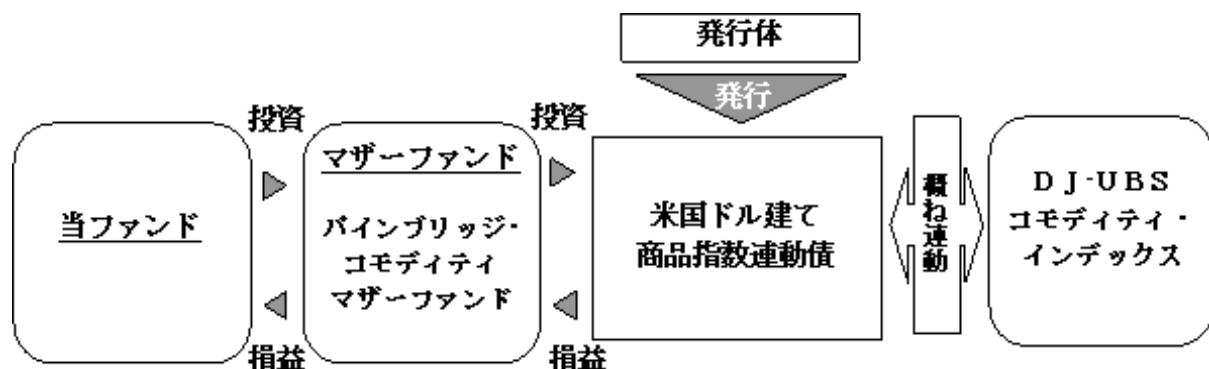 発行体
発行
投資
投資
当ファンド
マザーファンド
パインブリッジ・
コモディティ
マザーファンド
米国ドル建て
商品指数連動債
概ね連動
ＤＪ-ＵＢＳ
コモディティ・
インデックス
損益
損益